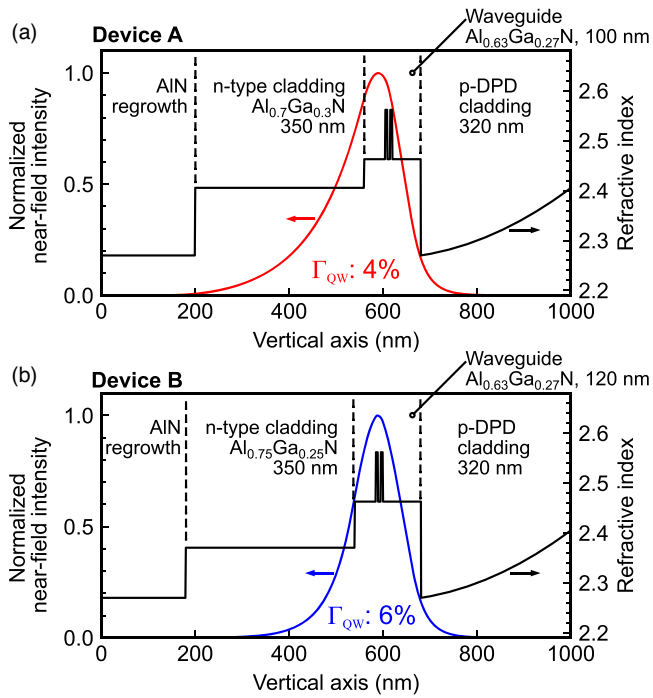 (a)
Device A
Waveguide
Al0.63Ga0.27N, 100 nm
AlN
regrowth
n-type cladding
Al0.7Ga0.3N
350 nm
p-DPD
cladding
320 nm
Normalized
near-field intensity
1.0
0.5
0.0
ΓQW: 4%
2.6
2.5
2.4
2.3
2.2
Refractive index
0 200 400 600 800 1000
Vertical axis (nm)
(b)
Device B
Waveguide
Al0.63Ga0.27N, 120 nm
AlN
regrowth
n-type cladding
Al0.75Ga0.25N
350 nm
p-DPD
cladding
320 nm
Normalized
near-field intensity
1.0
0.5
0.0
ΓQW: 6%
2.6
2.5
2.4
2.3
2.2
Refractive index
0 200 400 600 800 1000
Vertical axis (nm)